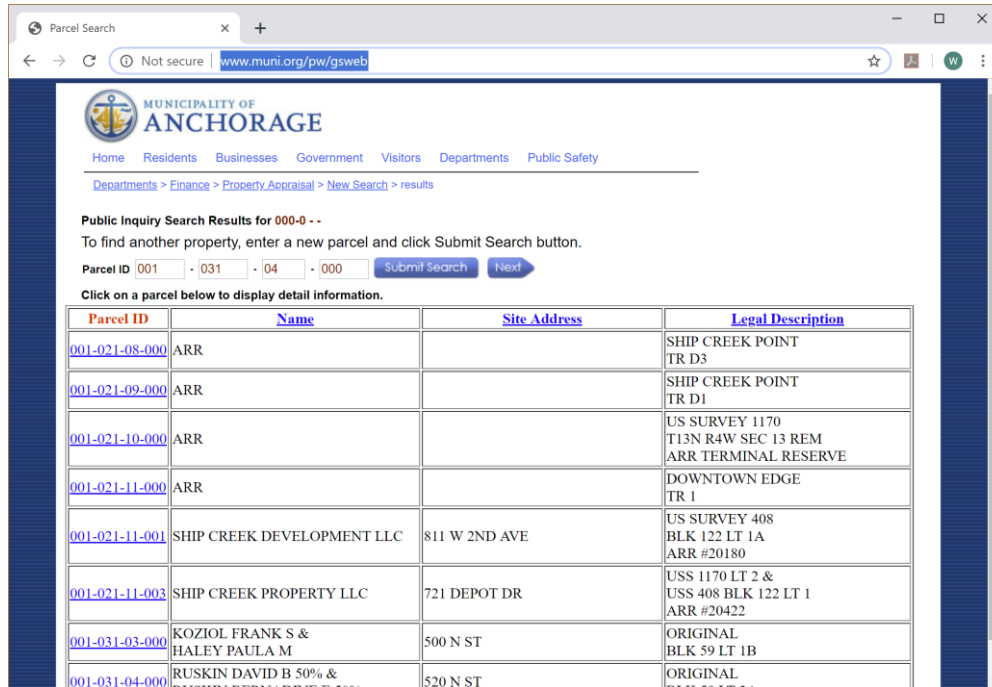 Parcel Search
Not secure | www.muni.org/pw/gsweb
W
MUNICIPALITY OF
ANCHORAGE
Home Residents Businesses Government Visitors Departments Public Safety
Departments > Finance > Property Appraisal > New Search > results
Public Inquiry Search Results for 000-0 - -
To find another property, enter a new parcel and click Submit Search button.
Parcel ID 001 - 031 - 04 - 000 Submit Search Next
Click on a parcel below to display detail information.
Parcel ID Name Site Address Legal Description
001-021-08-000 ARR SHIP CREEK POINT
TR D3
001-021-09-000 ARR SHIP CREEK POINT
TR D1
001-021-10-000 ARR US SURVEY 1170
T13N R4W SEC 13 REM
ARR TERMINAL RESERVE
001-021-11-000 ARR DOWNTOWN EDGE
TR 1
001-021-11-001 SHIP CREEK DEVELOPMENT LLC 811 W 2ND AVE US SURVEY 408
BLK 122 LT 1A
ARR #20180
001-021-11-003 SHIP CREEK PROPERTY LLC 721 DEPOT DR USS 1170 LT 2 &
USS 408 BLK 122 LT 1
ARR #20422
001-031-03-000 KOZIOL FRANK S &
HALEY PAULA M 500 N ST ORIGINAL
BLK 59 LT 1B
001-031-04-000 RUSKIN DAVID B 50% & 520 N ST ORIGINAL